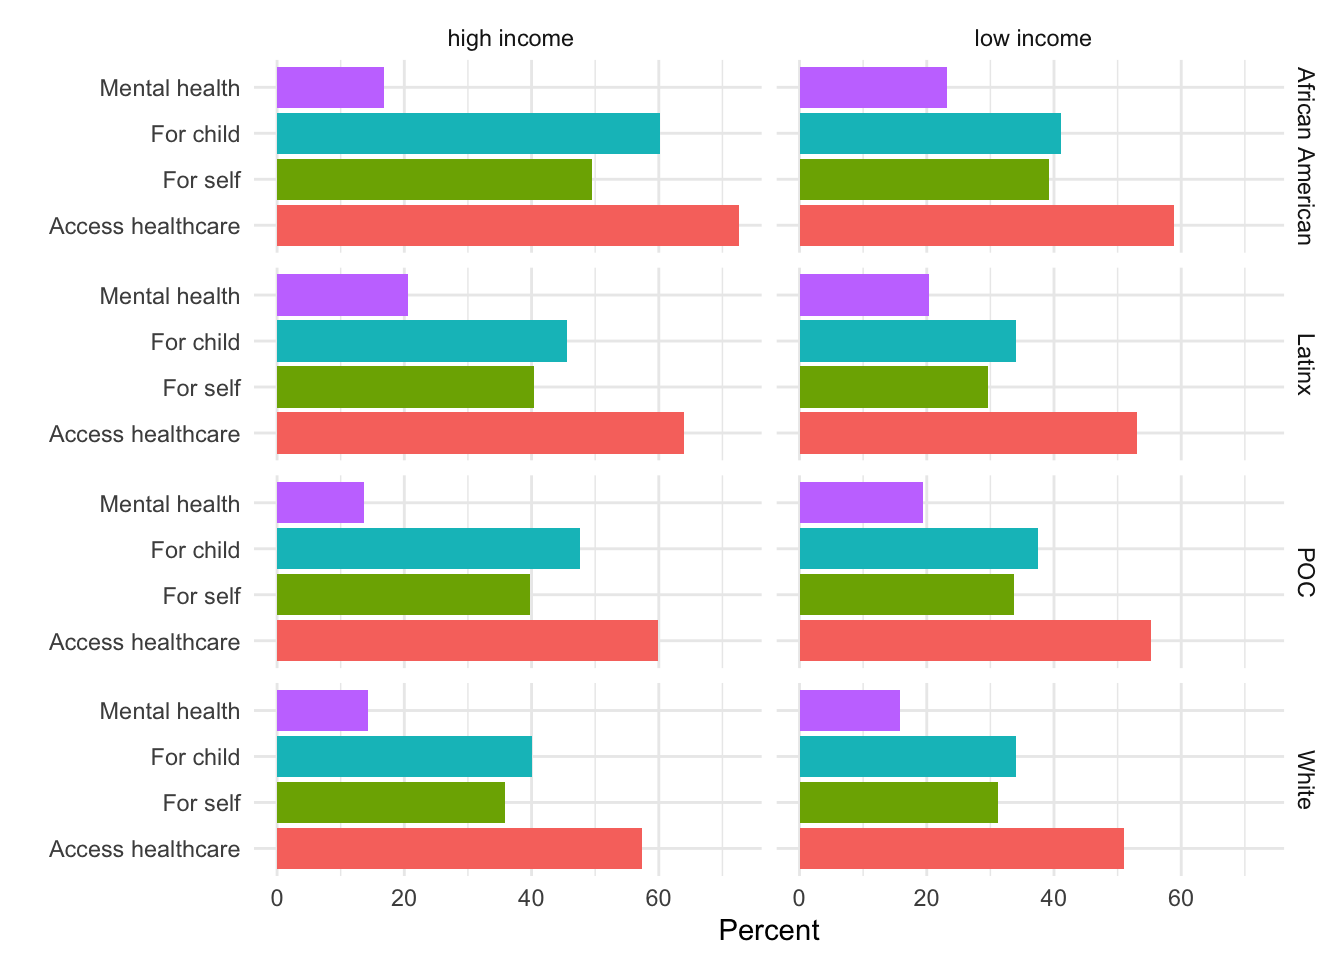 high income
low income
Mental health
For child
For self
Access healthcare
African American
Mental health
For child
For self
Access healthcare
Latinx
Mental health
For child
For self
Access healthcare
POC
Mental health
For child
For self
Access healthcare
White
0 20 40 60
0 20 40 60
Percent